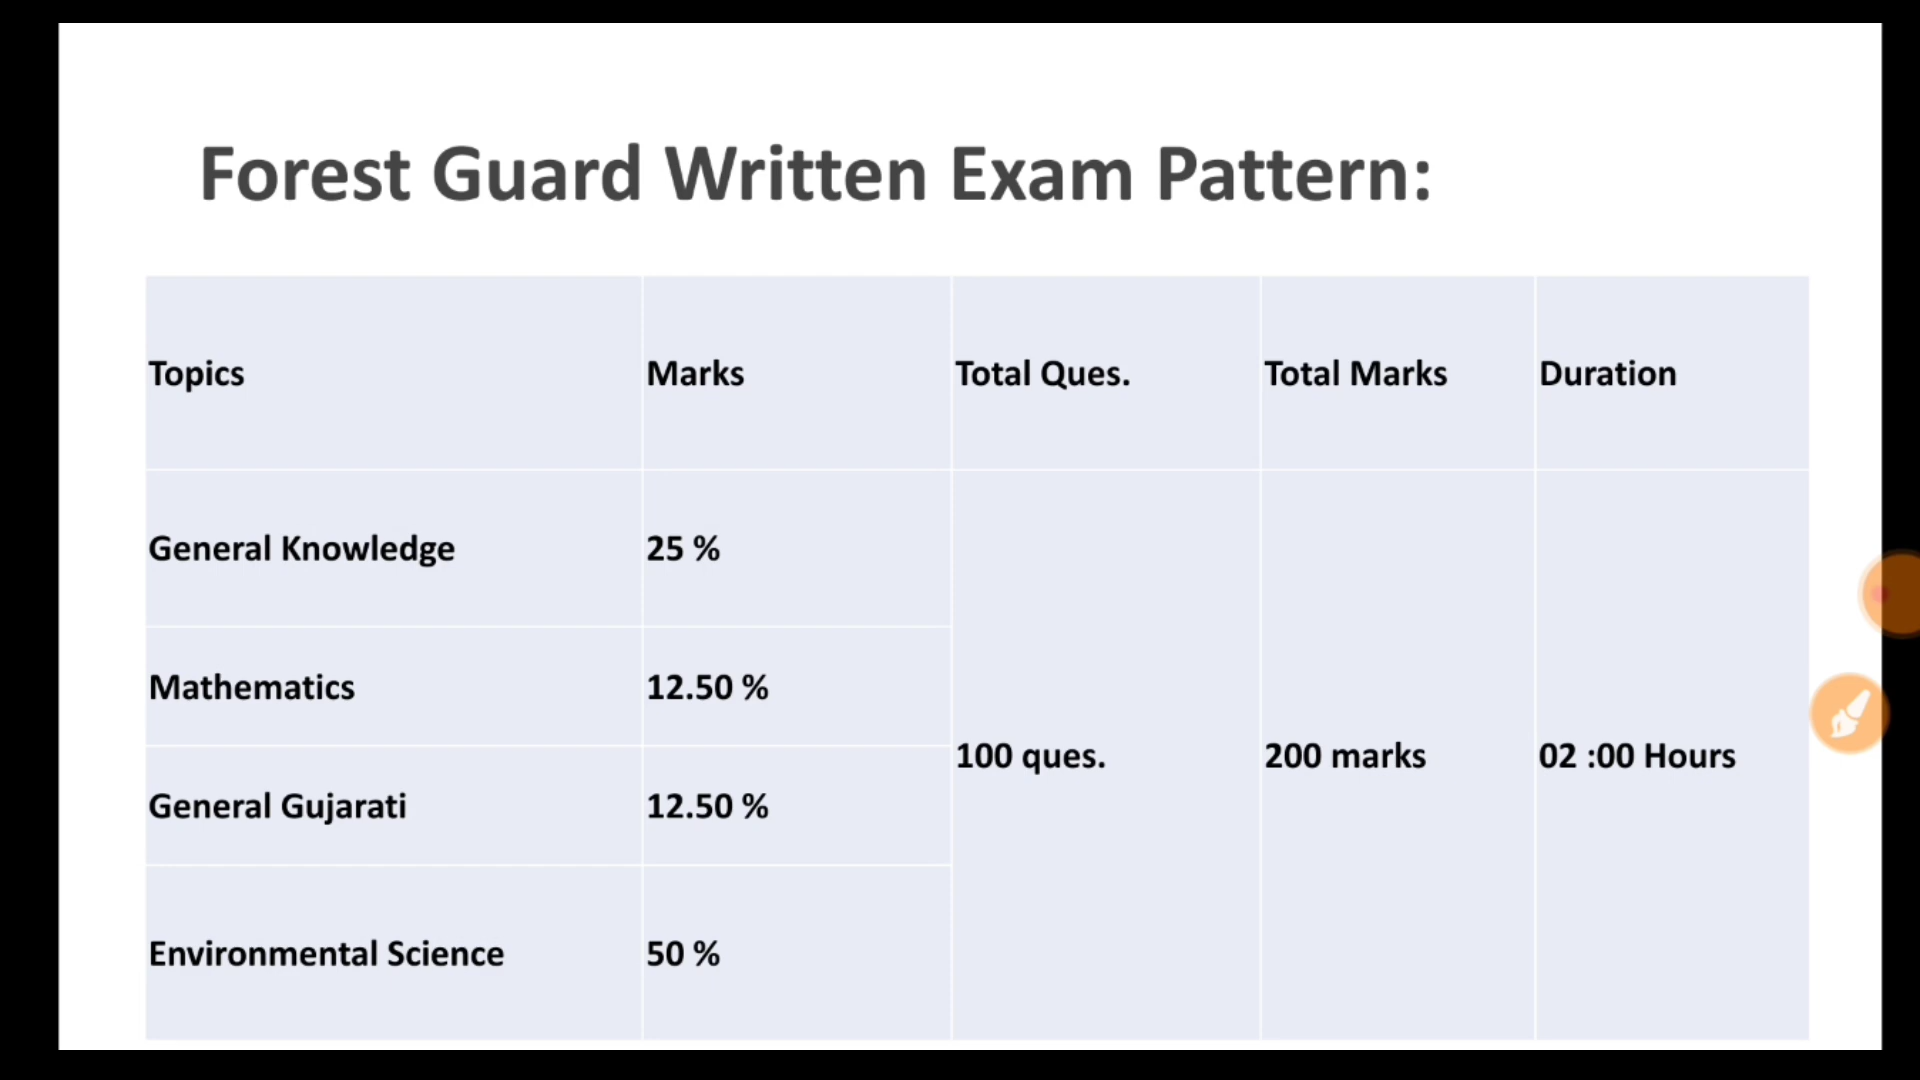 Forest Guard Written Exam Pattern:
Topics Marks Total Ques. Total Marks Duration
General Knowledge 25 %
Mathematics 12.50 %
100 ques. 200 marks 02 :00 Hours
General Gujarati 12.50 %
Environmental Science 50 %